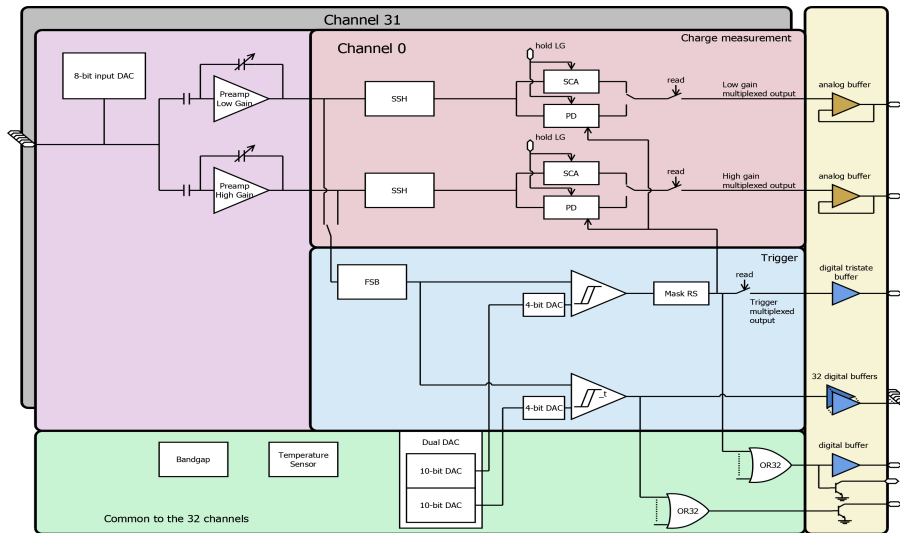 Channel 31
Channel 0
Charge measurement
8-bit input DAC
Preamp
Low Gain
SSH
hold LG
SCA
PD
read
Low gain
multiplexed output
analog buffer
Preamp
High Gain
SSH
hold LG
SCA
PD
read
High gain
multiplexed output
analog buffer
Trigger
FSB
4-bit DAC
Mask RS
read
Trigger
multiplexed
output
digital tristate
buffer
4-bit DAC
_t
32 digital buffers
Bandgap
Temperature
Sensor
Dual DAC
10-bit DAC
10-bit DAC
OR32
digital buffer
OR32
Common to the 32 channels